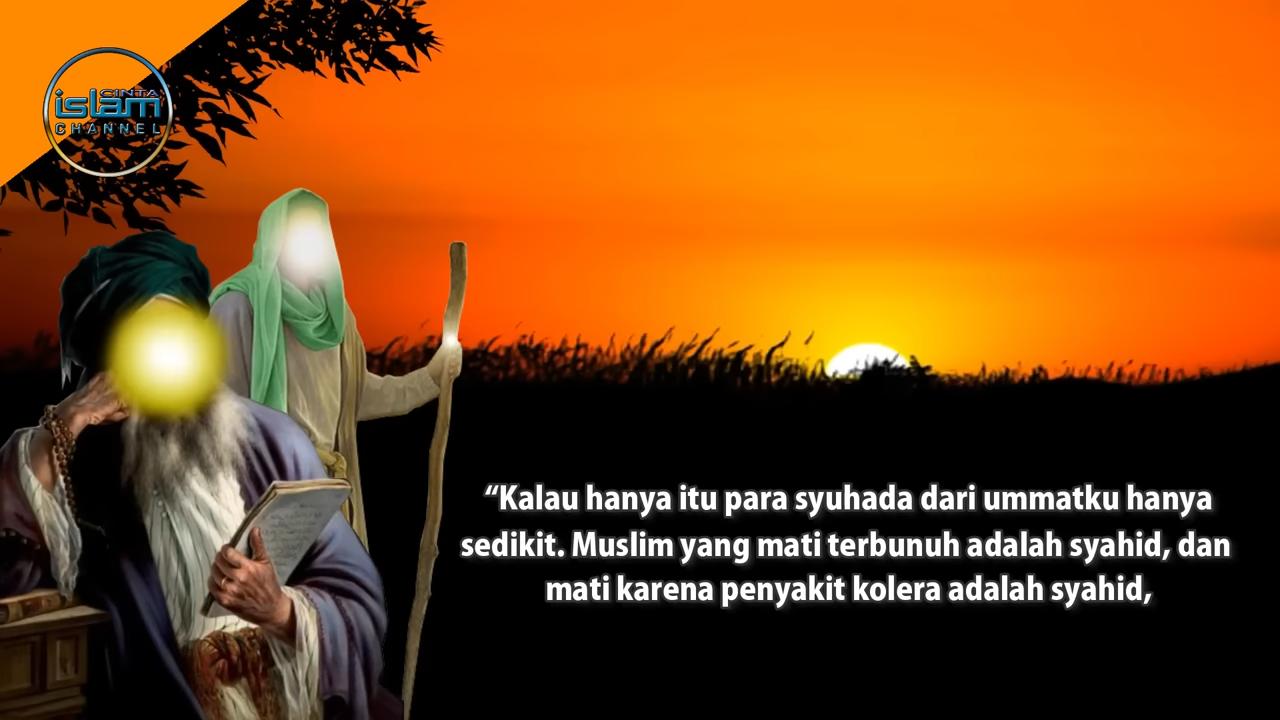 CINTA
islam
CHANNEL
“Kalau hanya itu para syuhada dari ummatku hanya
sedikit. Muslim yang mati terbunuh adalah syahid, dan
mati karena penyakit kolera adalah syahid,